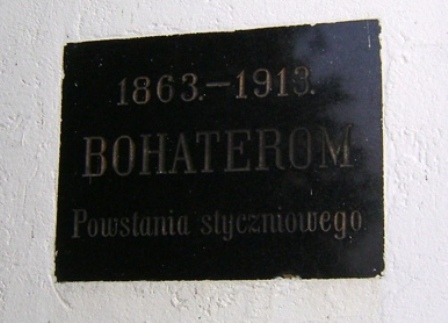 1863.–1913.
BOHATEROM
Powstania styczniowego